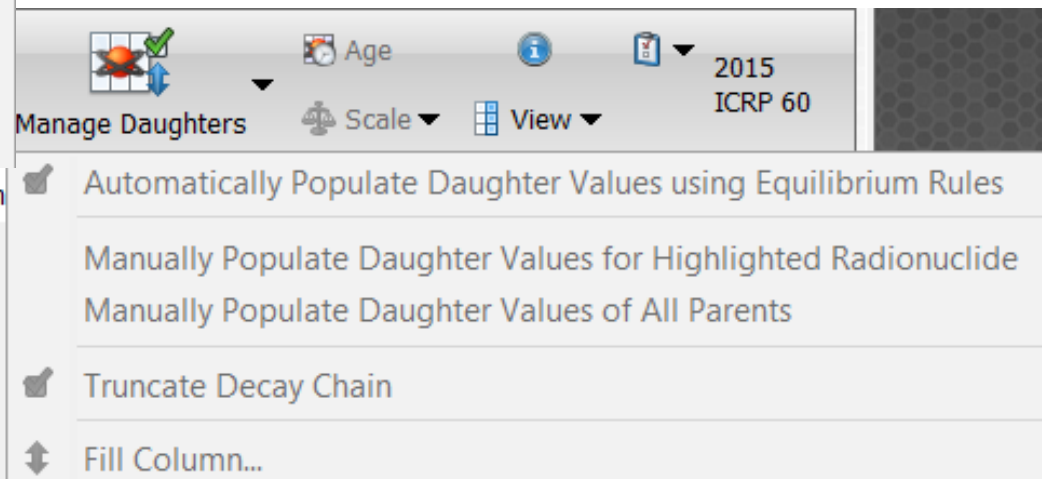 Age
2015
Manage Daughters
Scale
View
ICRP 60
Automatically Populate Daughter Values using Equilibrium Rules
Manually Populate Daughter Values for Highlighted Radionuclide
Manually Populate Daughter Values of All Parents
Truncate Decay Chain
Fill Column...